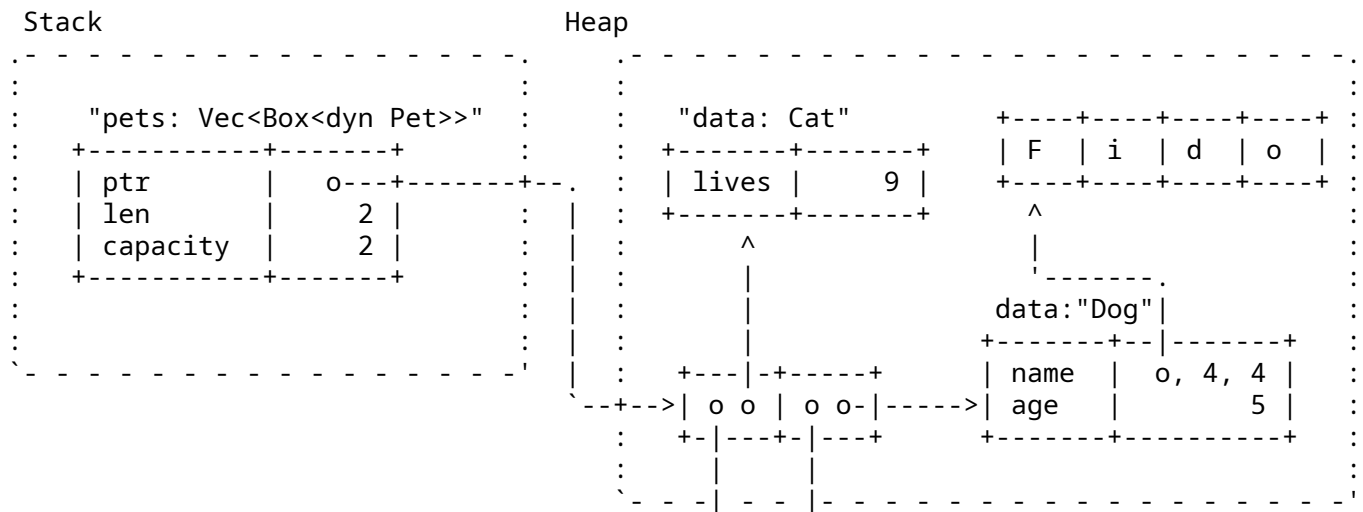 Stack Heap
"pets: Vec<Box<dyn Pet>>" "data: Cat"
F i d o
ptr o lives 9
len 2
capacity 2
data:"Dog"
name o, 4, 4
o o o o age 5